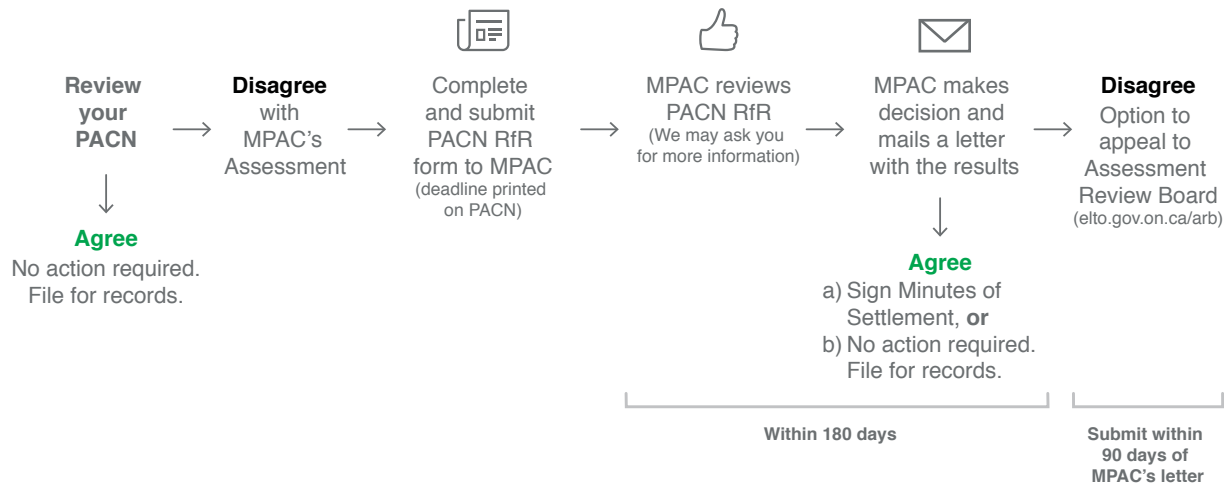 Review
your
PACN
Agree
No action required.
File for records.
Disagree
with
MPAC's
Assessment
Complete
and submit
PACN RfR
form to MPAC
(deadline printed
on PACN)
MPAC reviews
PACN RfR
(We may ask you
for more information)
MPAC makes
decision and
mails a letter
with the results
Agree
a) Sign Minutes of
Settlement, or
b) No action required.
File for records.
Disagree
Option to
appeal to
Assessment
Review Board
(elto.gov.on.ca/arb)
Within 180 days
Submit within
90 days of
MPAC's letter